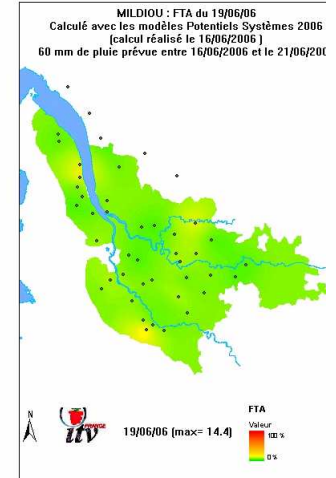 MILDIOU : FTA du 19/06/06
Calculé avec les modèles Potentiels Systèmes 2006
(calcul réalisé le 16/06/2006 )
60 mm de pluie prévue entre 16/06/2006 et le 21/06/200
N
itv
FRANCE
19/06/06 (max= 14.4)
FTA
Valeur
100 %
0 %